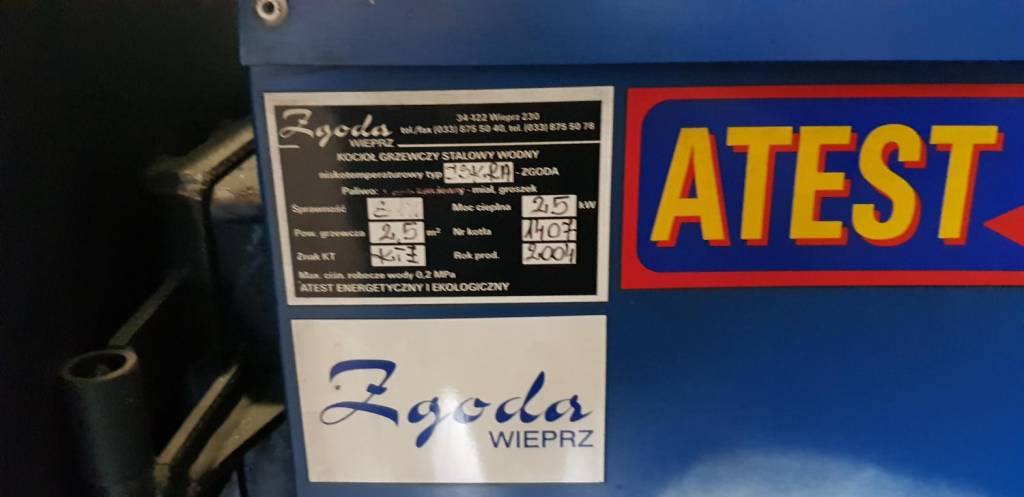 Zgoda
WIEPRZ
34-122 Wieprz 230
tel./fax (033) 875 50 40, tel. (033) 875 50 76
KOCIOŁ GRZEWCZY STALOWY WODNY
niskotemperaturowy typ ISKRA - ZGODA
Paliwo: - miał, groszek
Sprawność Moc cieplna 25 kW
Pow. grzewcza 2,5 m² Nr kotła 1407
Znak KT Rok prod. 2004
Max. ciśn. robocze wody 0,2 MPa
ATEST ENERGETYCZNY I EKOLOGICZNY
ATEST
Zgoda
WIEPRZ